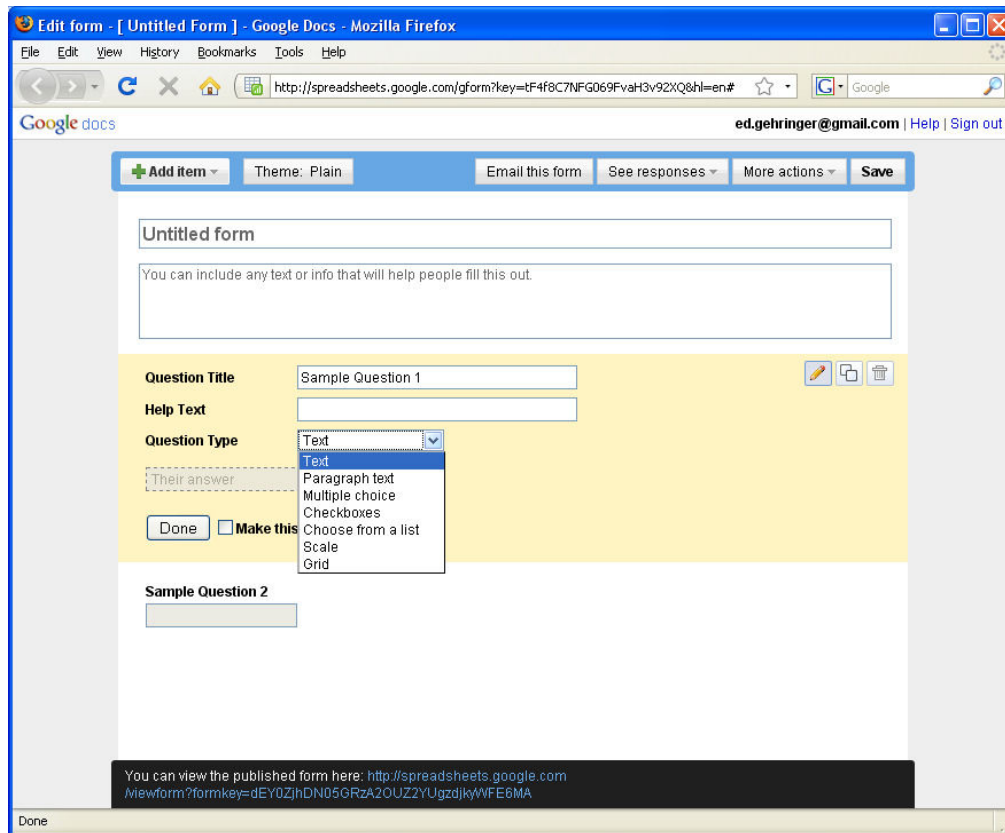 Edit form - [ Untitled Form ] - Google Docs - Mozilla Firefox
File Edit View History Bookmarks Tools Help
http://spreadsheets.google.com/gform?key=tF4f8C7NFG069FvaH3v92XQ&hl=en# G Google
Google docs ed.gehringer@gmail.com | Help | Sign out
Add item Theme: Plain Email this form See responses More actions Save
Untitled form
You can include any text or info that will help people fill this out.
Question Title Sample Question 1
Help Text
Question Type Text
Text
Their answer Paragraph text
Multiple choice
Checkboxes
Done Make this Choose from a list
Scale
Grid
Sample Question 2
You can view the published form here: http://spreadsheets.google.com
/viewform?formkey=dEY0ZjhDN05GRzA2OUZ2YUgzdjkyWFE6MA
Done